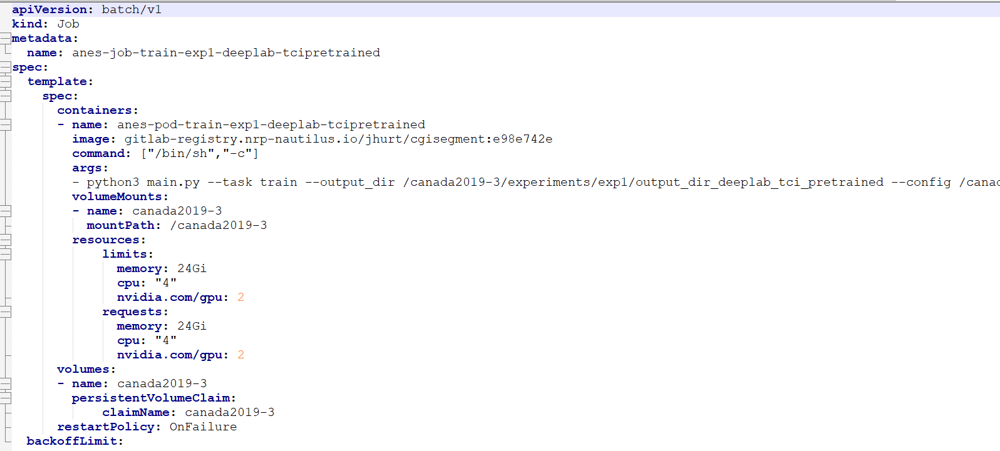 apiVersion: batch/v1
kind: Job
metadata:
  name: anes-job-train-exp1-deeplab-tcipretrained
spec:
  template:
    spec:
      containers:
      - name: anes-pod-train-exp1-deeplab-tcipretrained
        image: gitlab-registry.nrp-nautilus.io/jhurt/cgisegment:e98e742e
        command: ["/bin/sh","-c"]
        args:
        - python3 main.py --task train --output_dir /canada2019-3/experiments/exp1/output_dir_deeplab_tci_pretrained --config /canac
        volumeMounts:
        - name: canada2019-3
          mountPath: /canada2019-3
        resources:
            limits:
              memory: 24Gi
              cpu: "4"
              nvidia.com/gpu: 2
            requests:
              memory: 24Gi
              cpu: "4"
              nvidia.com/gpu: 2
      volumes:
      - name: canada2019-3
        persistentVolumeClaim:
            claimName: canada2019-3
      restartPolicy: OnFailure
  backoffLimit: